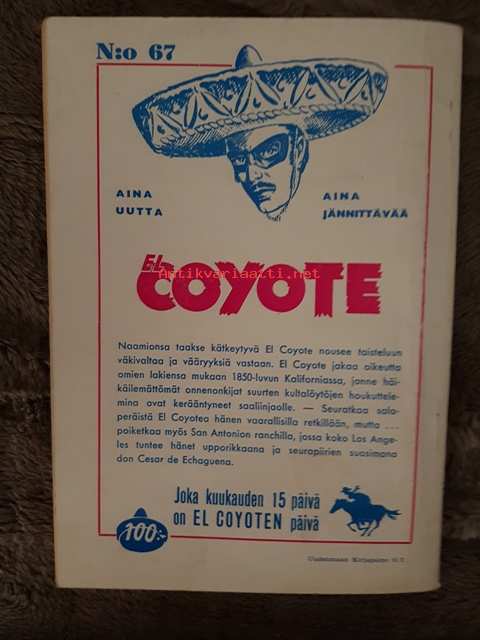 N:o 67
AINA
UUTTA
AINA
JÄNNITTÄVÄÄ
EL
Antikvariaatti.net
COYOTE
Naamionsa taakse kätkeytyvä El Coyote nousee taisteluun
väkivaltaa ja vääryyksiä vastaan. El Coyote jakaa oikeutta
omien lakiensa mukaan 1850-luvun Kaliforniassa, jonne häi-
käilemättömät onnenonkijat suurten kultalöytöjen houkuttele-
mina ovat kerääntyneet saaliinjaolle. — Seuratkaa sala-
peräistä El Coyotea hänen vaarallisilla retkillään, mutta ...
poiketkaa myös San Antonion ranchilla, jossa koko Los Ange-
les tuntee hänet upporikkaana ja seurapiirien suosimana
don Cesar de Echaguena.
Joka kuukauden 15 päivä
on EL COYOTEN päivä
100:-
Uudenmaan Kirjapaino O.Y.